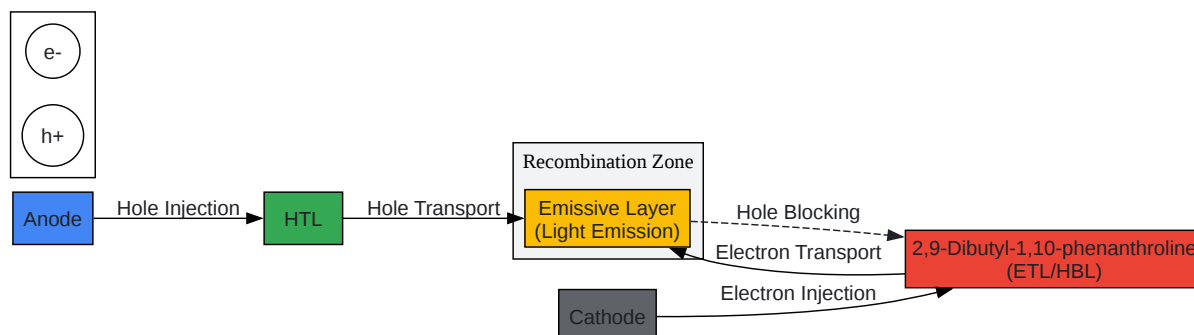 e-
h+
Recombination Zone
Anode
Hole Injection
HTL
Hole Transport
Emissive Layer
(Light Emission)
Hole Blocking
Electron Transport
2,9-Dibutyl-1,10-phenanthroline
(ETL/HBL)
Electron Injection
Cathode